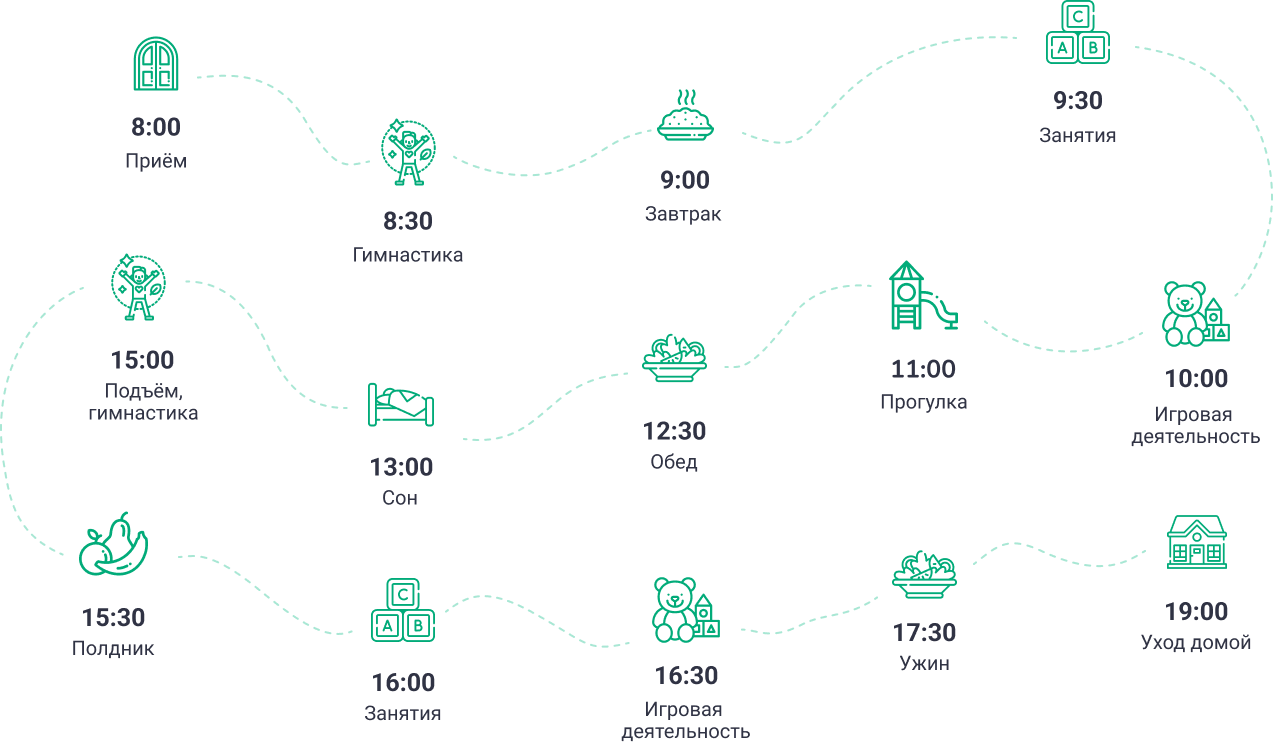 8:00
Приём
8:30
Гимнастика
9:00
Завтрак
C
A B
9:30
Занятия
10:00
Игровая
деятельность
11:00
Прогулка
12:30
Обед
13:00
Сон
15:00
Подъём,
гимнастика
15:30
Полдник
C
A B
16:00
Занятия
16:30
Игровая
деятельность
17:30
Ужин
19:00
Уход домой